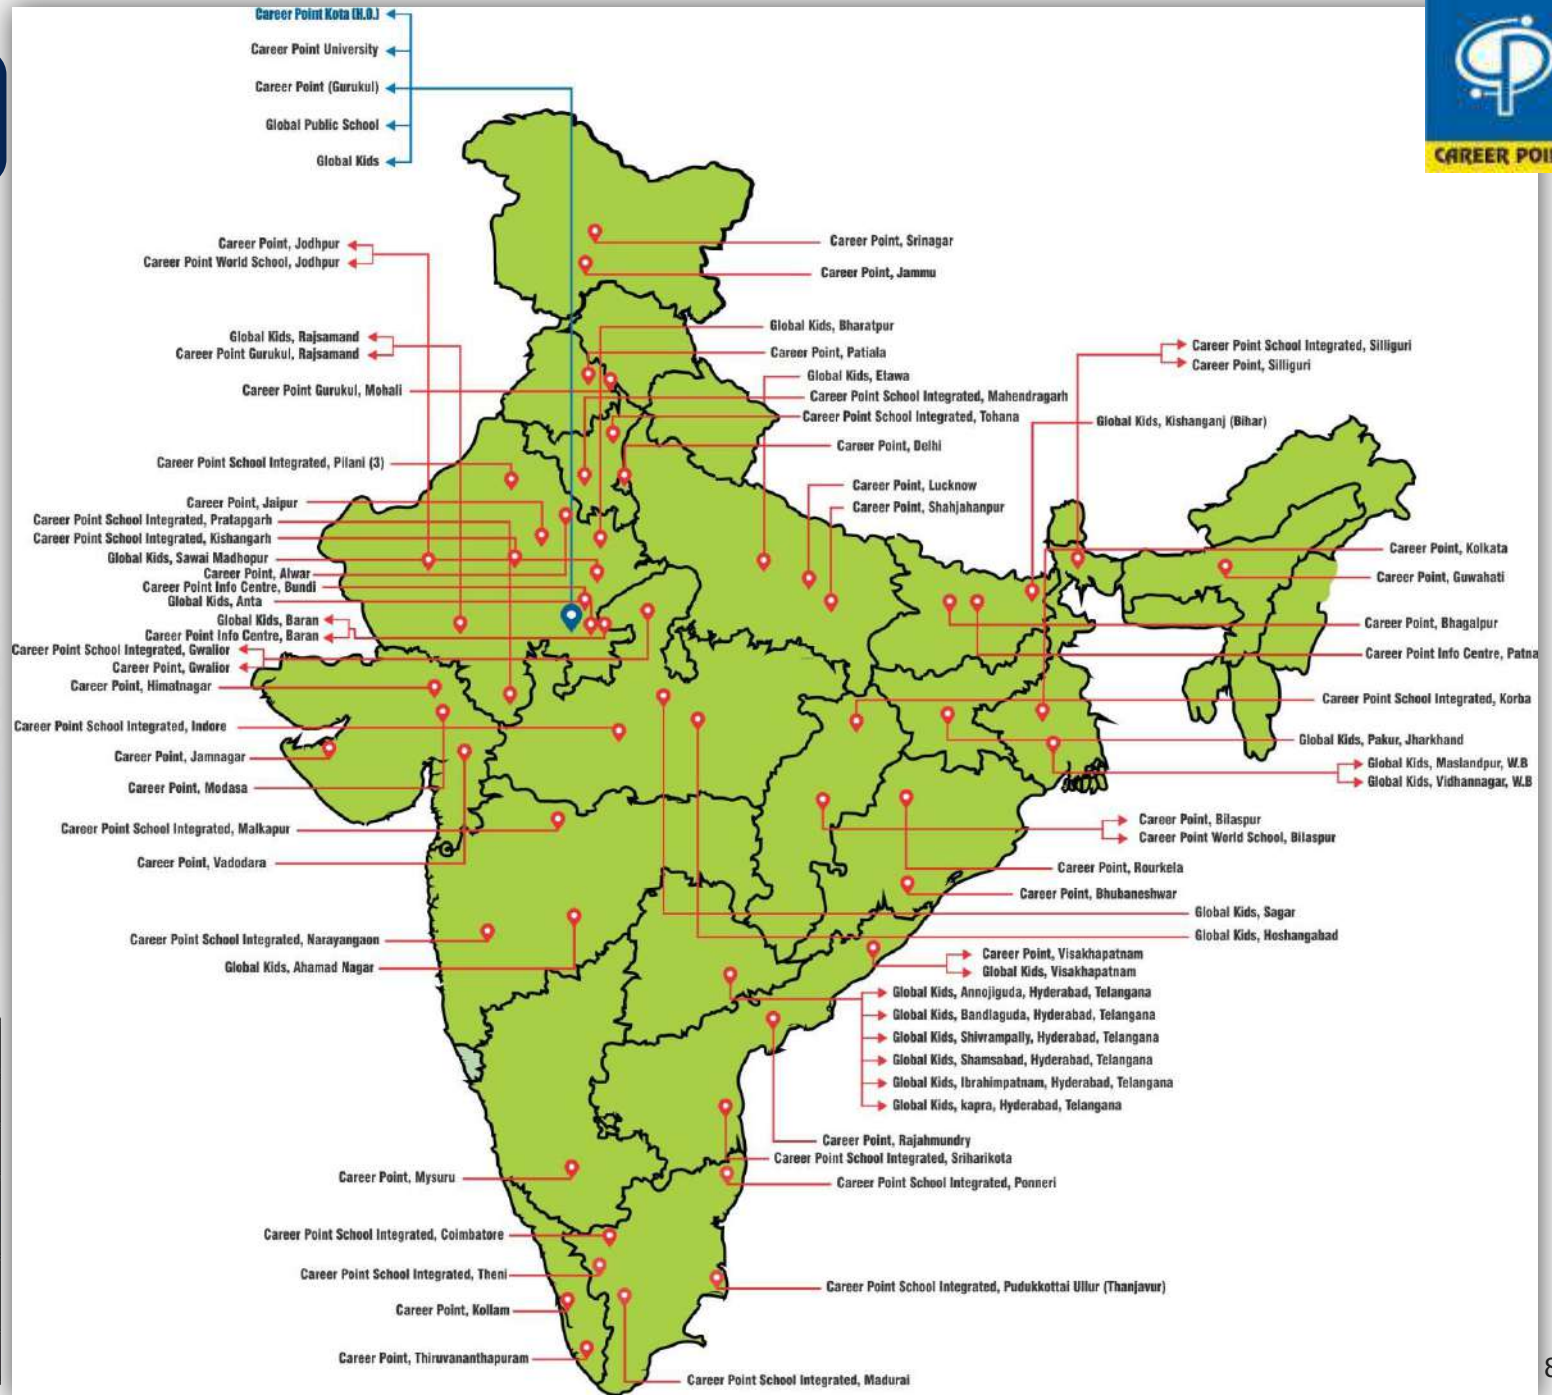 Career Point Kota (H.O.)
Career Point University
Career Point (Gurukul)
Global Public School
Global Kids
CAREER POI
Career Point, Jodhpur
Career Point World School, Jodhpur
Global Kids, Rajsamand
Career Point Gurukul, Rajsamand
Career Point Gurukul, Mohali
Career Point School Integrated, Pilani (3)
Career Point, Jaipur
Career Point School Integrated, Pratapgarh
Career Point School Integrated, Kishangarh
Global Kids, Sawai Madhopur
Career Point, Alwar
Career Point Info Centre, Bundi
Global Kids, Anta
Global Kids, Baran
Career Point Info Centre, Baran
Career Point School Integrated, Gwalior
Career Point, Gwalior
Career Point, Himatnagar
Career Point School Integrated, Indore
Career Point, Jamnagar
Career Point, Modasa
Career Point School Integrated, Malkapur
Career Point, Vadodara
Career Point School Integrated, Narayangaon
Global Kids, Ahamad Nagar
Career Point, Mysuru
Career Point School Integrated, Coimbatore
Career Point School Integrated, Theni
Career Point, Kollam
Career Point, Thiruvananthapuram
Career Point, Srinagar
Career Point, Jammu
Global Kids, Bharatpur
Career Point, Patiala
Global Kids, Etawa
Career Point School Integrated, Mahendragarh
Career Point School Integrated, Tohana
Career Point, Delhi
Career Point, Lucknow
Career Point, Shahjahanpur
Career Point School Integrated, Silliguri
Career Point, Silliguri
Global Kids, Kishanganj (Bihar)
Career Point, Kolkata
Career Point, Guwahati
Career Point, Bhagalpur
Career Point Info Centre, Patna
Career Point School Integrated, Korba
Global Kids, Pakur, Jharkhand
Global Kids, Maslandpur, W.B
Global Kids, Vidhannagar, W.B
Career Point, Bilaspur
Career Point World School, Bilaspur
Career Point, Rourkela
Career Point, Bhubaneshwar
Global Kids, Sagar
Global Kids, Hoshangabad
Career Point, Visakhapatnam
Global Kids, Visakhapatnam
Global Kids, Annojiguda, Hyderabad, Telangana
Global Kids, Bandlaguda, Hyderabad, Telangana
Global Kids, Shivrampally, Hyderabad, Telangana
Global Kids, Shamsabad, Hyderabad, Telangana
Global Kids, Ibrahimpatnam, Hyderabad, Telangana
Global Kids, kapra, Hyderabad, Telangana
Career Point, Rajahmundry
Career Point School Integrated, Sriharikota
Career Point School Integrated, Ponneri
Career Point School Integrated, Pudukkottai Ullur (Thanjavur)
Career Point School Integrated, Madurai
8